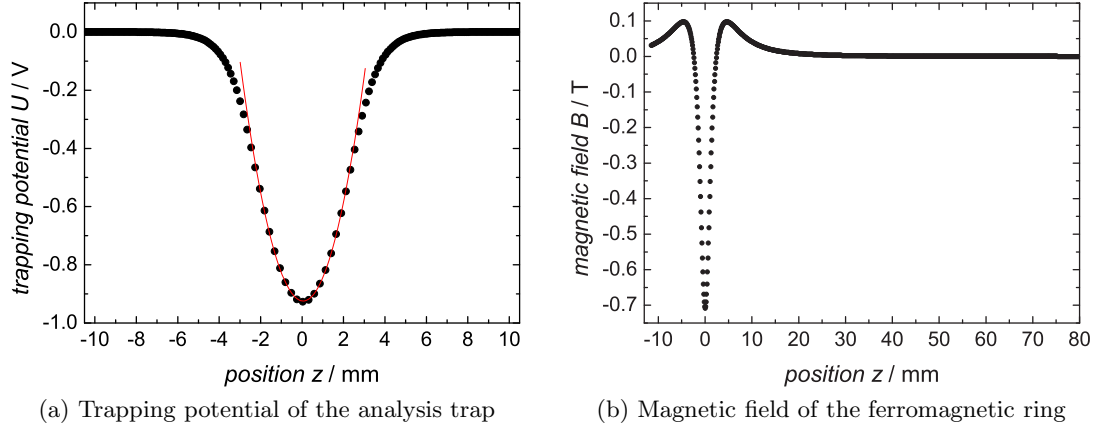 0.0
-0.2
-0.4
-0.6
-0.8
-1.0
trapping potential U / V
-10 -8 -6 -4 -2 0 2 4 6 8 10
position z / mm
(a) Trapping potential of the analysis trap
0.1
0.0
-0.1
-0.2
-0.3
-0.4
-0.5
-0.6
-0.7
magnetic field B / T
-10 0 10 20 30 40 50 60 70 80
position z / mm
(b) Magnetic field of the ferromagnetic ring